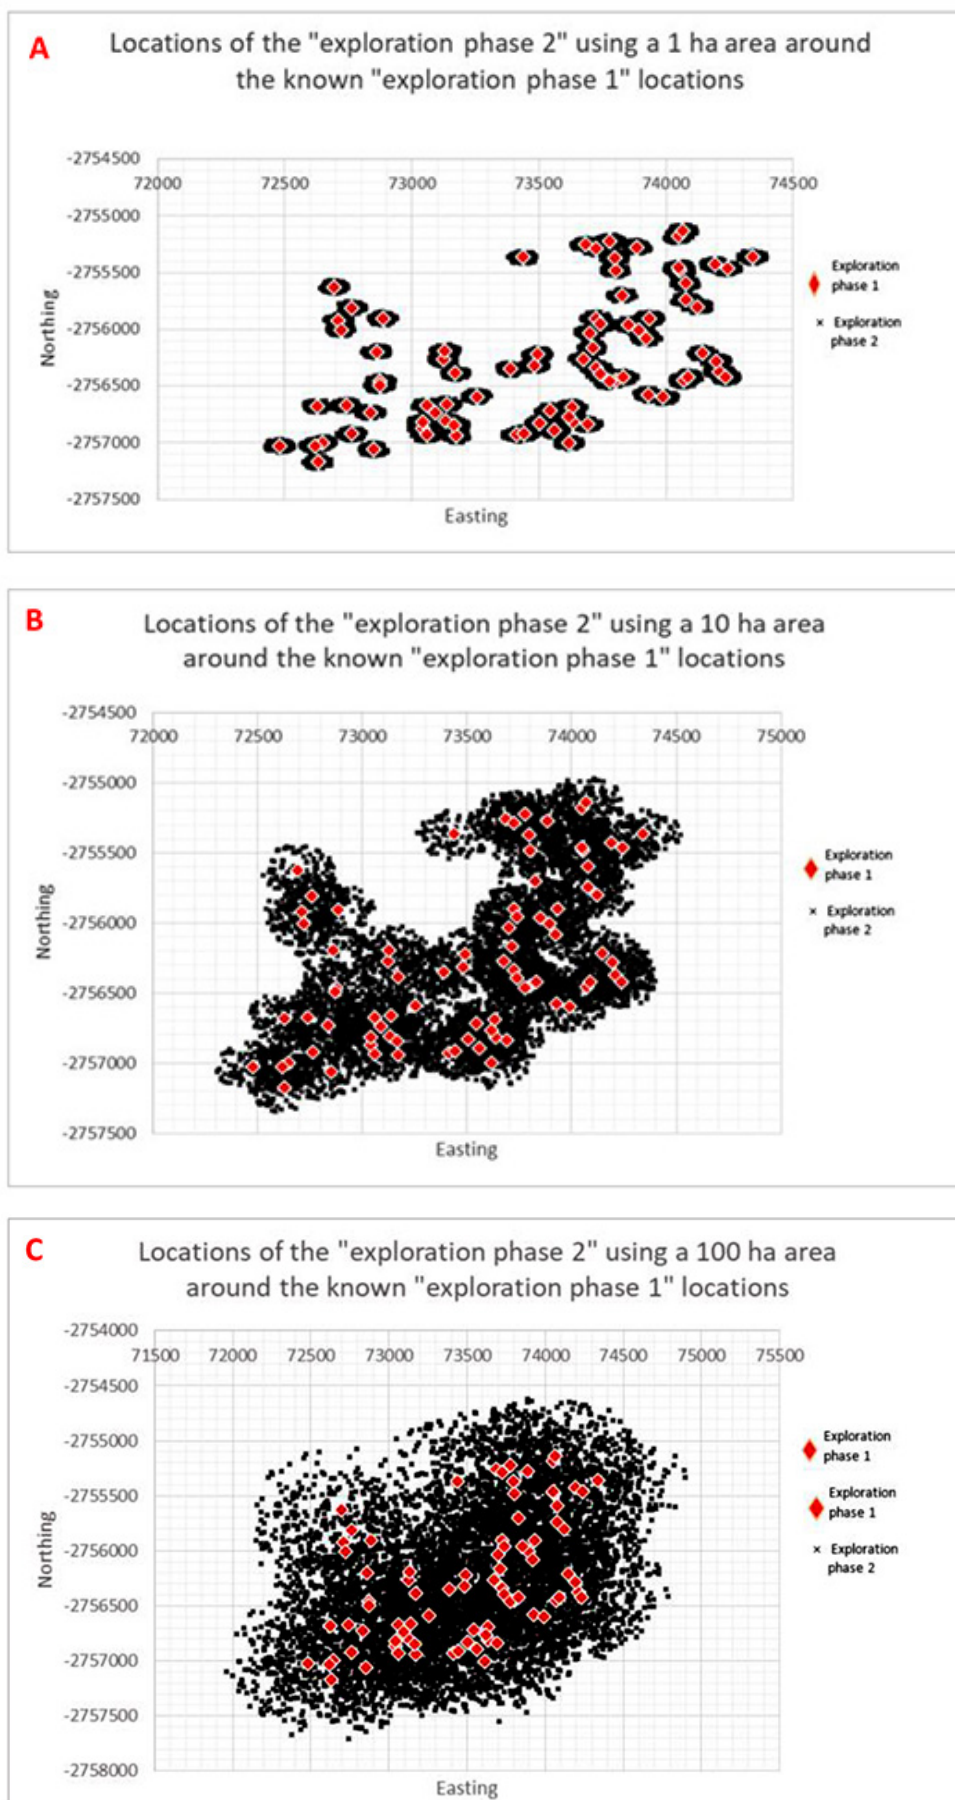 A
Locations of the "exploration phase 2" using a 1 ha area around
the known "exploration phase 1" locations
-2754500
72000 72500 73000 73500 74000 74500
-2755000
-2755500
-2756000
-2756500
-2757000
-2757500
Northing
Easting
Exploration
phase 1
Exploration
phase 2
B
Locations of the "exploration phase 2" using a 10 ha area
around the known "exploration phase 1" locations
-2754500
72000 72500 73000 73500 74000 74500 75000
-2755000
-2755500
-2756000
-2756500
-2757000
-2757500
Northing
Easting
Exploration
phase 1
Exploration
phase 2
C
Locations of the "exploration phase 2" using a 100 ha area
around the known "exploration phase 1" locations
-2754000
71500 72000 72500 73000 73500 74000 74500 75000 75500
-2754500
-2755000
-2755500
-2756000
-2756500
-2757000
-2757500
-2758000
Northing
Easting
Exploration
phase 1
Exploration
phase 1
Exploration
phase 2